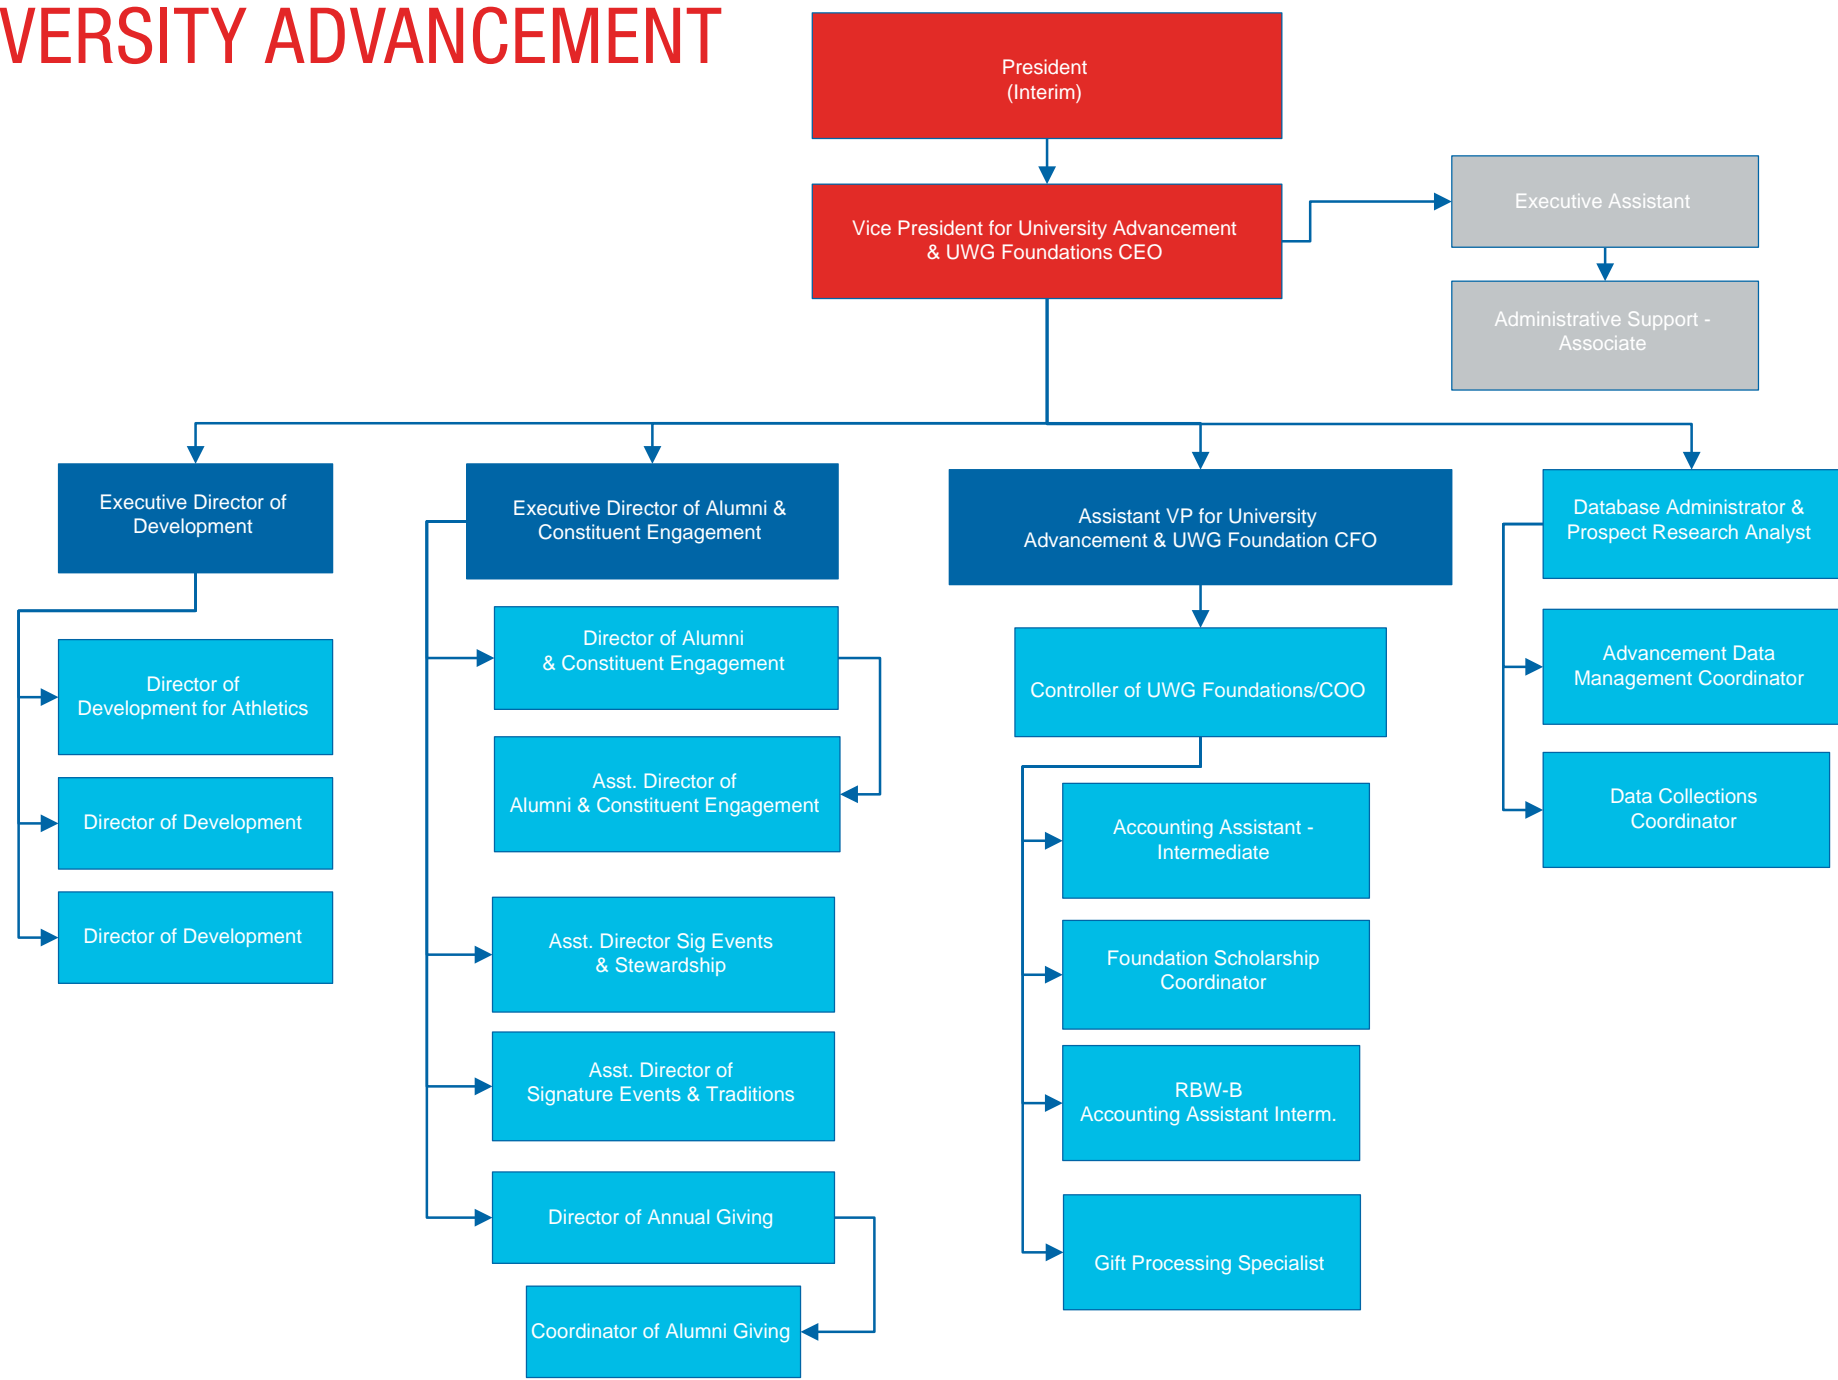 VERSITY ADVANCEMENT
President
(Interim)
Vice President for University Advancement
& UWG Foundations CEO
Executive Assistant
Administrative Support -
Associate
Executive Director of
Development
Director of
Development for Athletics
Director of Development
Director of Development
Executive Director of Alumni &
Constituent Engagement
Director of Alumni
& Constituent Engagement
Asst. Director of
Alumni & Constituent Engagement
Asst. Director Sig Events
& Stewardship
Asst. Director of
Signature Events & Traditions
Director of Annual Giving
Coordinator of Alumni Giving
Assistant VP for University
Advancement & UWG Foundation CFO
Controller of UWG Foundations/COO
Accounting Assistant -
Intermediate
Foundation Scholarship
Coordinator
RBW-B
Accounting Assistant Interm.
Gift Processing Specialist
Database Administrator &
Prospect Research Analyst
Advancement Data
Management Coordinator
Data Collections
Coordinator